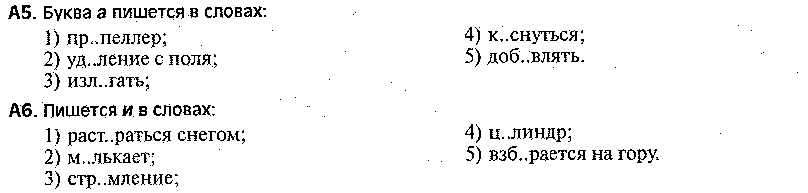 А5. Буква а пишется в словах:
1) пр..пеллер;
2) уд..ление с поля;
3) изл..гать;
4) к..снуться;
5) доб..влять.
А6. Пишется и в словах:
1) раст..раться снегом;
2) м..лькает;
3) стр..мление;
4) ц..линдр;
5) взб..рается на гору.